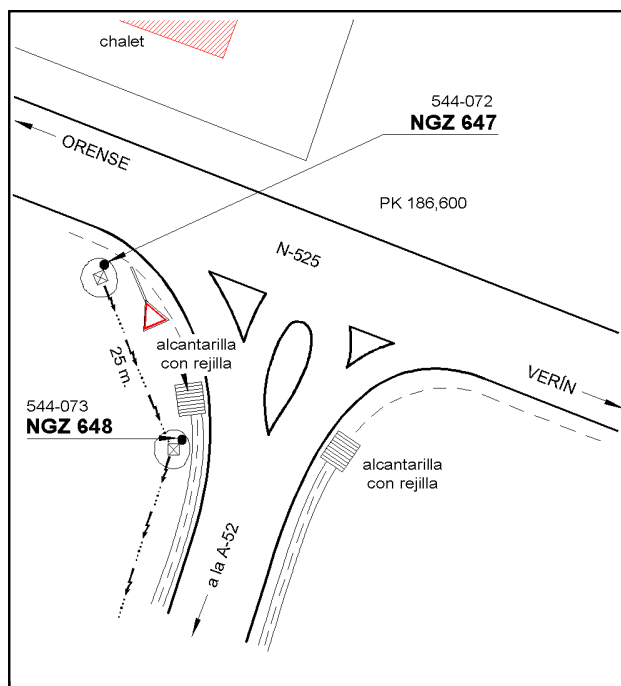 chalet
544-072
NGZ 647
ORENSE
PK 186,600
N-525
alcantarilla
con rejilla
25 m.
VERÍN
544-073
NGZ 648
alcantarilla
con rejilla
a la A-52